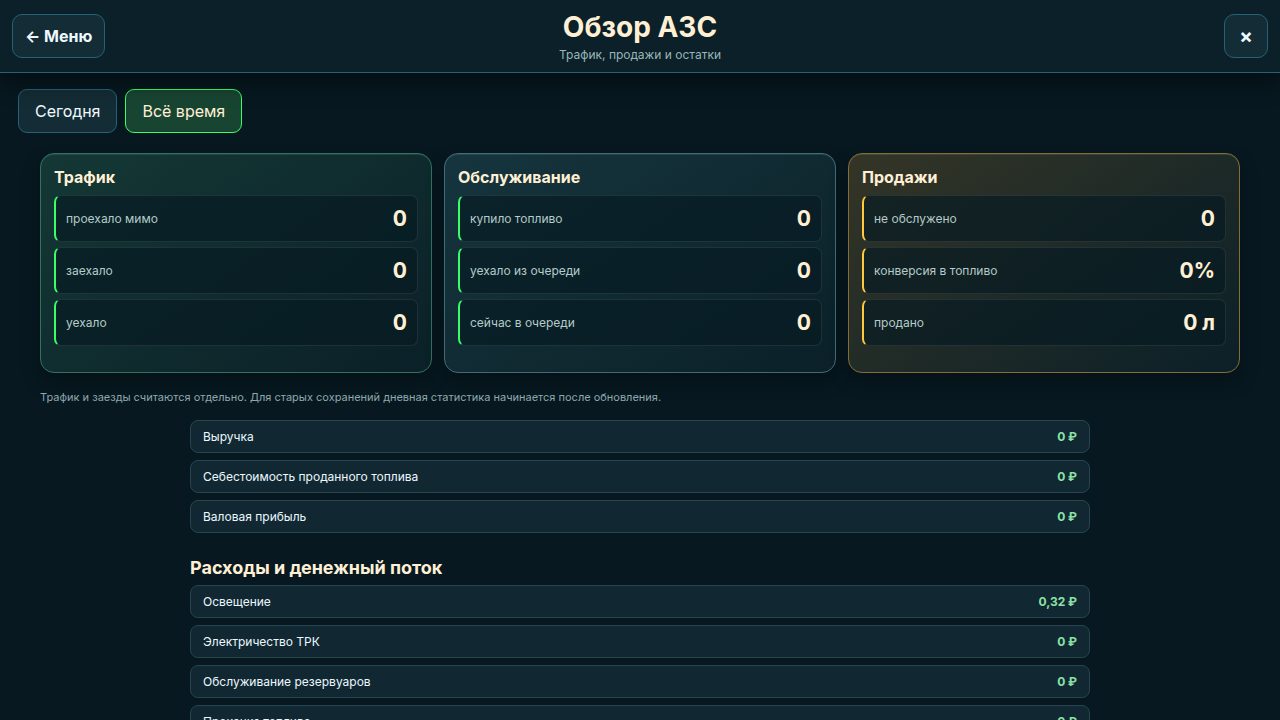 ← Меню
Обзор АЗС
Трафик, продажи и остатки
×
Сегодня
Всё время
Трафик
проехало мимо 0
заехало 0
уехало 0
Обслуживание
купило топливо 0
уехало из очереди 0
сейчас в очереди 0
Продажи
не обслужено 0
конверсия в топливо 0%
продано 0 л
Трафик и заезды считаются отдельно. Для старых сохранений дневная статистика начинается после обновления.
Выручка 0 ₽
Себестоимость проданного топлива 0 ₽
Валовая прибыль 0 ₽
Расходы и денежный поток
Освещение 0,32 ₽
Электричество ТРК 0 ₽
Обслуживание резервуаров 0 ₽